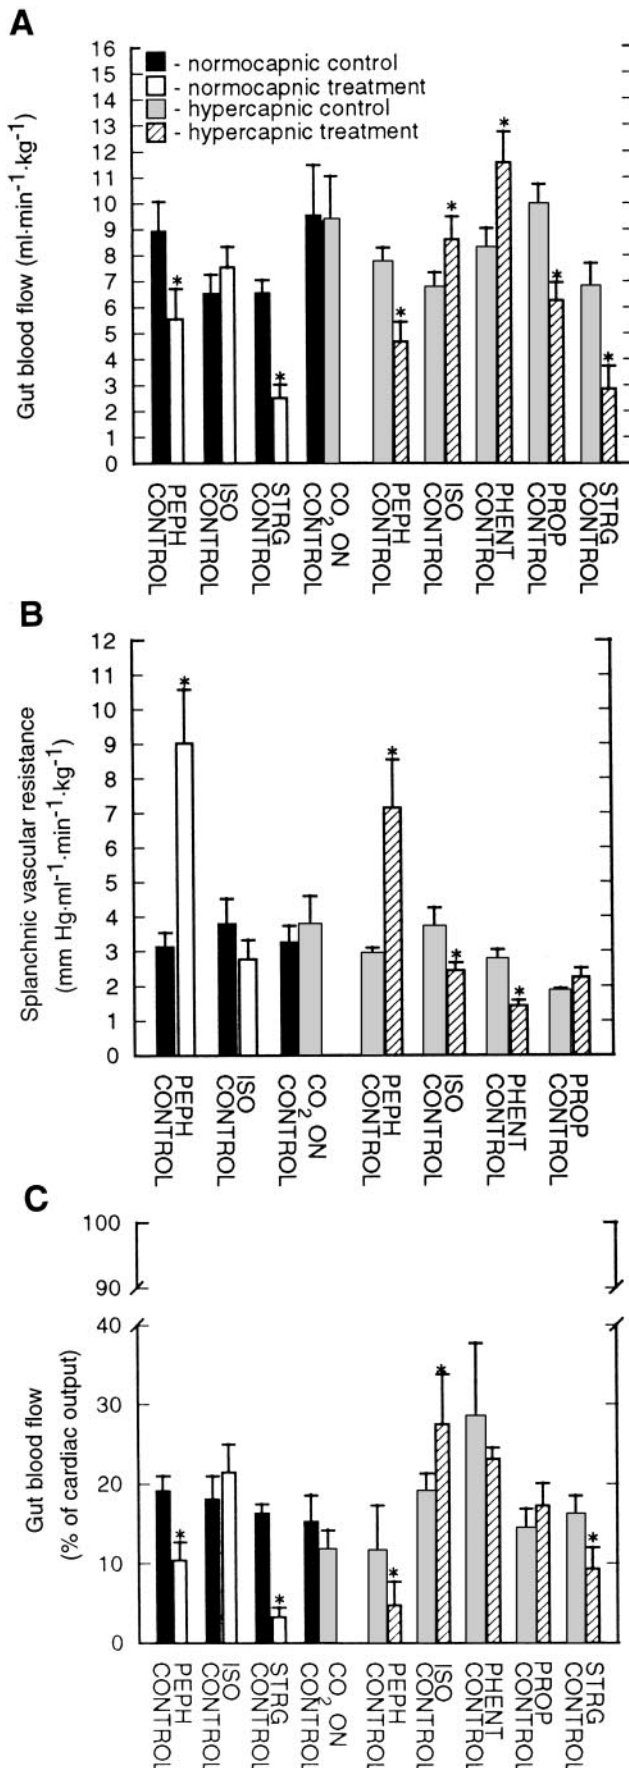 A
Gut blood flow (ml·min⁻¹·kg⁻¹)
16
15
14
13
12
11
10
9
8
7
6
5
4
3
2
1
0
- normocapnic control
- normocapnic treatment
- hypercapnic control
- hypercapnic treatment
*
*
*
*
*
*
*
PEPH
CONTROL
ISO
CONTROL
STRG
CONTROL
CO2 ON
CONTROL
PEPH
CONTROL
ISO
CONTROL
PHENT
CONTROL
PROP
CONTROL
STRG
CONTROL
B
Splanchnic vascular resistance
(mm Hg·ml⁻¹·min⁻¹·kg⁻¹)
12
11
10
9
8
7
6
5
4
3
2
1
0
*
*
*
*
PEPH
CONTROL
ISO
CONTROL
CO2 ON
CONTROL
PEPH
CONTROL
ISO
CONTROL
PHENT
CONTROL
PROP
CONTROL
C
Gut blood flow
(% of cardiac output)
100
90
40
30
20
10
0
*
*
*
*
*
PEPH
CONTROL
ISO
CONTROL
STRG
CONTROL
CO2 ON
CONTROL
PEPH
CONTROL
ISO
CONTROL
PHENT
CONTROL
PROP
CONTROL
STRG
CONTROL